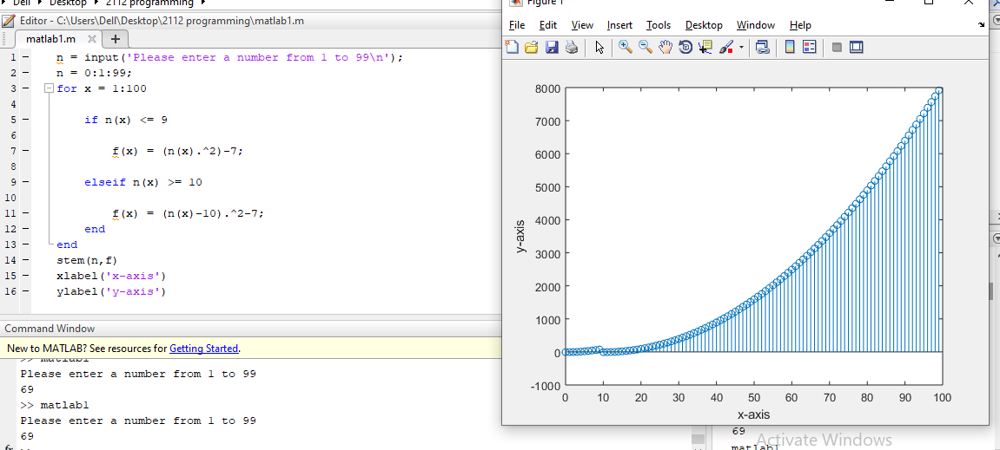 Dell Desktop 2112 programming
Editor - C:\Users\Dell\Desktop\2112 programming\matlab1.m
matlab1.m
1 n = input('Please enter a number from 1 to 99\n');
2 n = 0:1:99;
3 for x = 1:100
4
5 if n(x) <= 9
6
7 f(x) = (n(x).^2)-7;
8
9 elseif n(x) >= 10
10
11 f(x) = (n(x)-10).^2-7;
12 end
13 end
14 stem(n,f)
15 xlabel('x-axis')
16 ylabel('y-axis')
Command Window
New to MATLAB? See resources for Getting Started.
>> matlab1
Please enter a number from 1 to 99
69
>> matlab1
Please enter a number from 1 to 99
69
fx >>
Figure 1
File Edit View Insert Tools Desktop Window Help
8000
7000
6000
5000
4000
3000
2000
1000
0
-1000
y-axis
0 10 20 30 40 50 60 70 80 90 100
x-axis
69
matlab1
Activate Windows